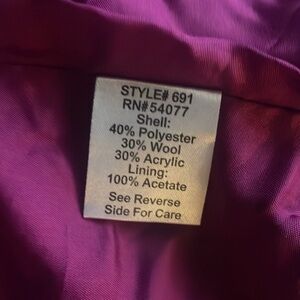 STYLE# 691
RN#54077
Shell:
40% Polyester
30% Wool
30% Acrylic
Lining:
100% Acetate
See Reverse
Side For Care